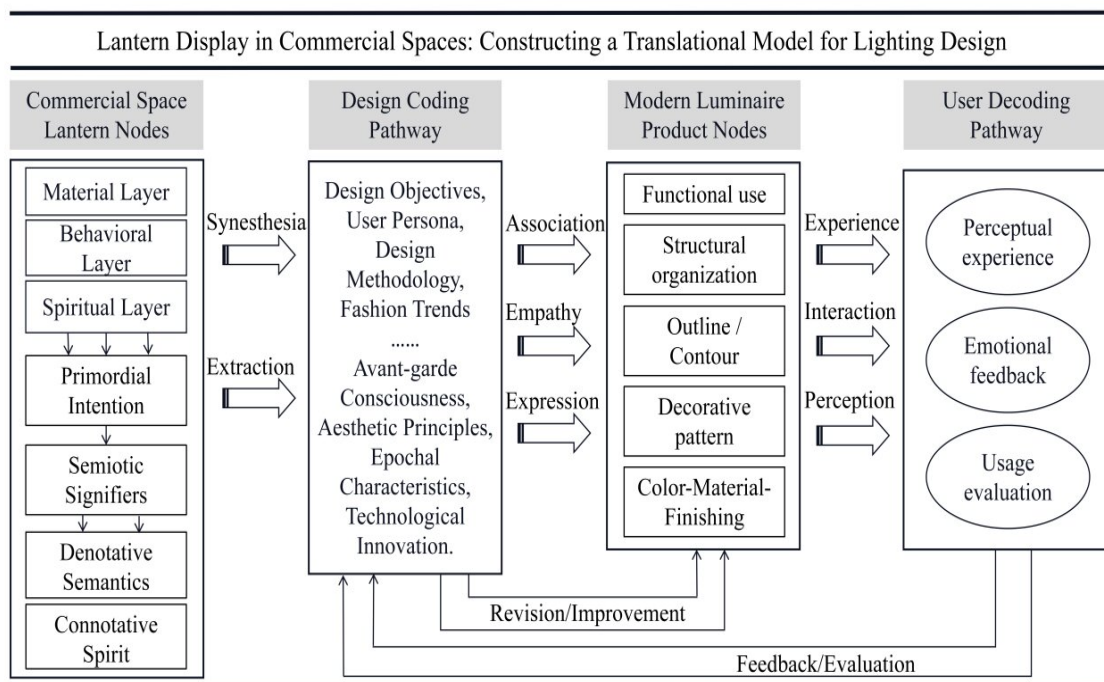 Lantern Display in Commercial Spaces: Constructing a Translational Model for Lighting Design
Commercial Space
Lantern Nodes
Material Layer
Behavioral
Layer
Spiritual Layer
Primordial
Intention
Semiotic
Signifiers
Denotative
Semantics
Connotative
Spirit
Synesthesia
Extraction
Design Coding
Pathway
Design Objectives,
User Persona,
Design
Methodology,
Fashion Trends
......
Avant-garde
Consciousness,
Aesthetic Principles,
Epochal
Characteristics,
Technological
Innovation.
Association
Empathy
Expression
Modern Luminaire
Product Nodes
Functional use
Structural
organization
Outline /
Contour
Decorative
pattern
Color-Material-
Finishing
Experience
Interaction
Perception
User Decoding
Pathway
Perceptual
experience
Emotional
feedback
Usage
evaluation
Revision/Improvement
Feedback/Evaluation